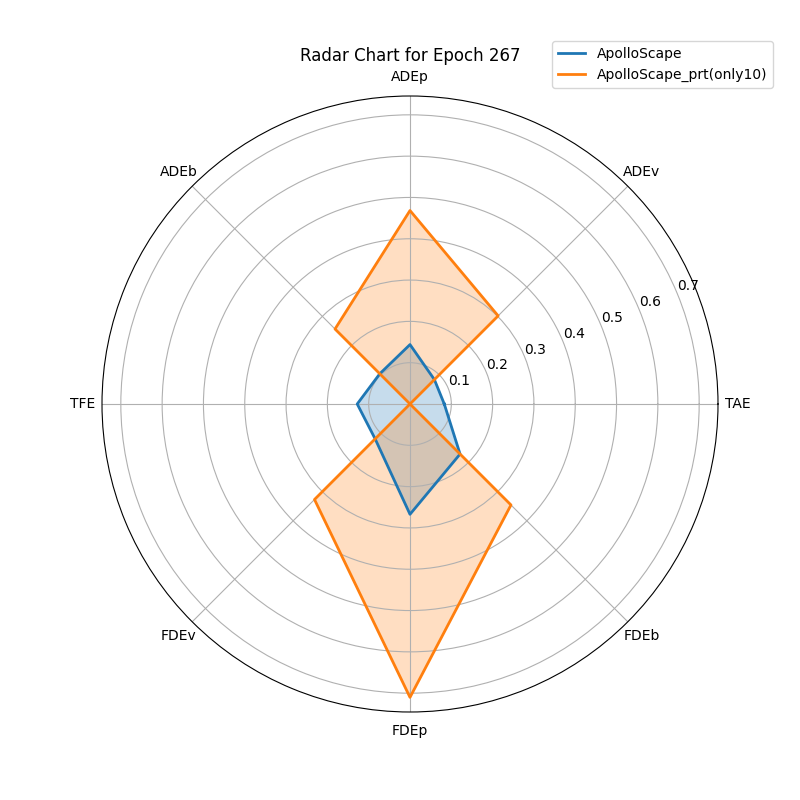 Radar Chart for Epoch 267
ApolloScape
ApolloScape_prt(only10)
ADEp
ADEb
ADEv
0.7
0.6
0.5
0.4
0.3
0.2
0.1
TFE
TAE
FDEv
FDEb
FDEp